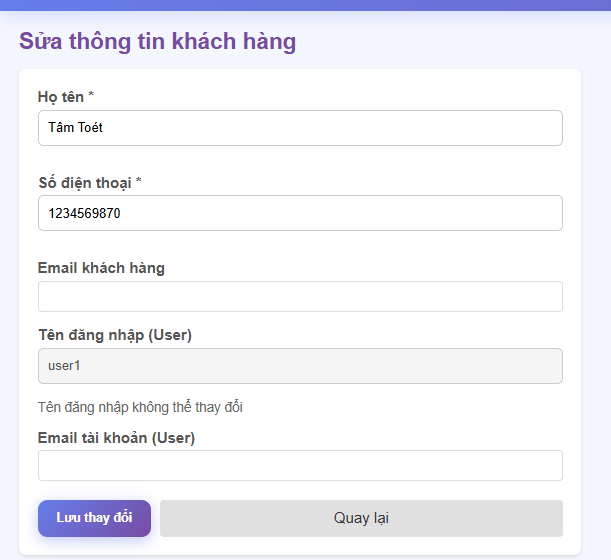 Sửa thông tin khách hàng
Họ tên *
Tâm Toét
Số điện thoại *
1234569870
Email khách hàng
Tên đăng nhập (User)
user1
Tên đăng nhập không thể thay đổi
Email tài khoản (User)
Lưu thay đổi
Quay lại